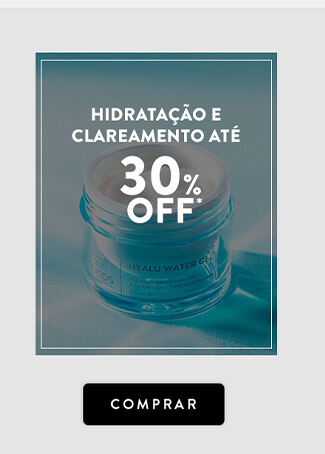 HIDRATAÇÃO E
CLAREAMENTO ATÉ
30%
OFF*
HYALU WATER GEL
COMPRAR